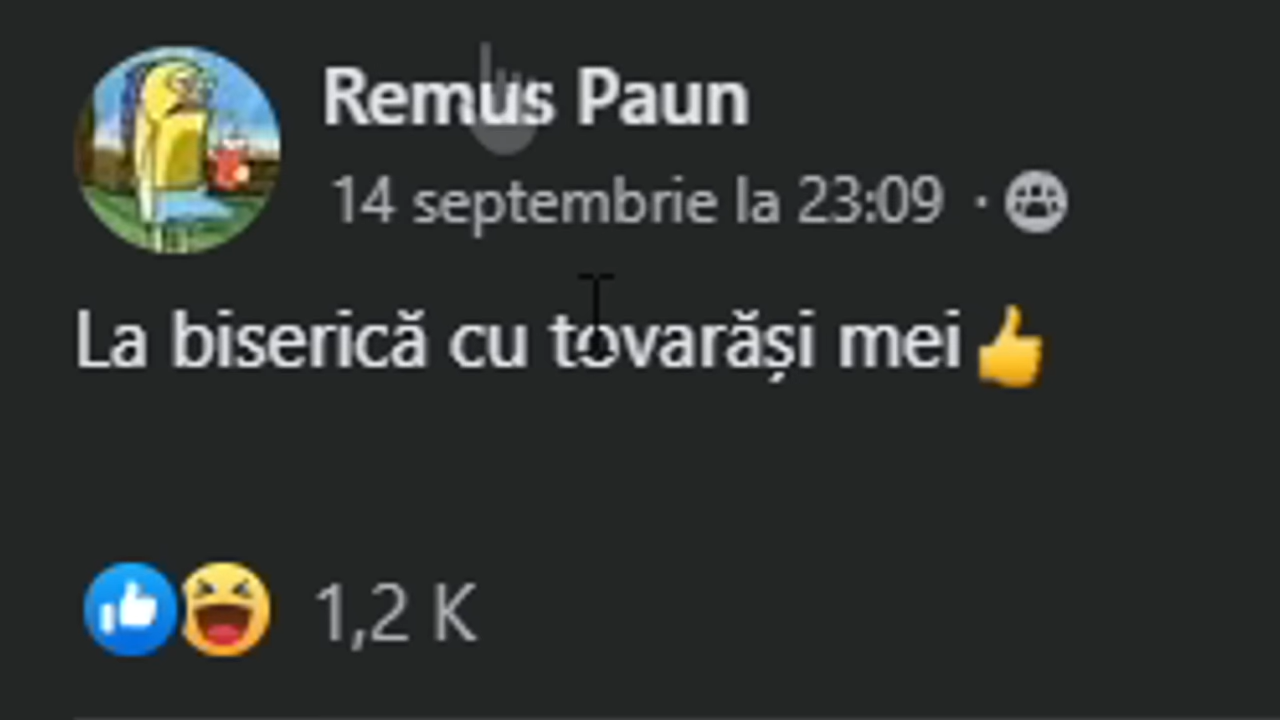 Remus Paun
14 septembrie la 23:09 ·
La biserică cu tovarăși mei👍
1,2 K